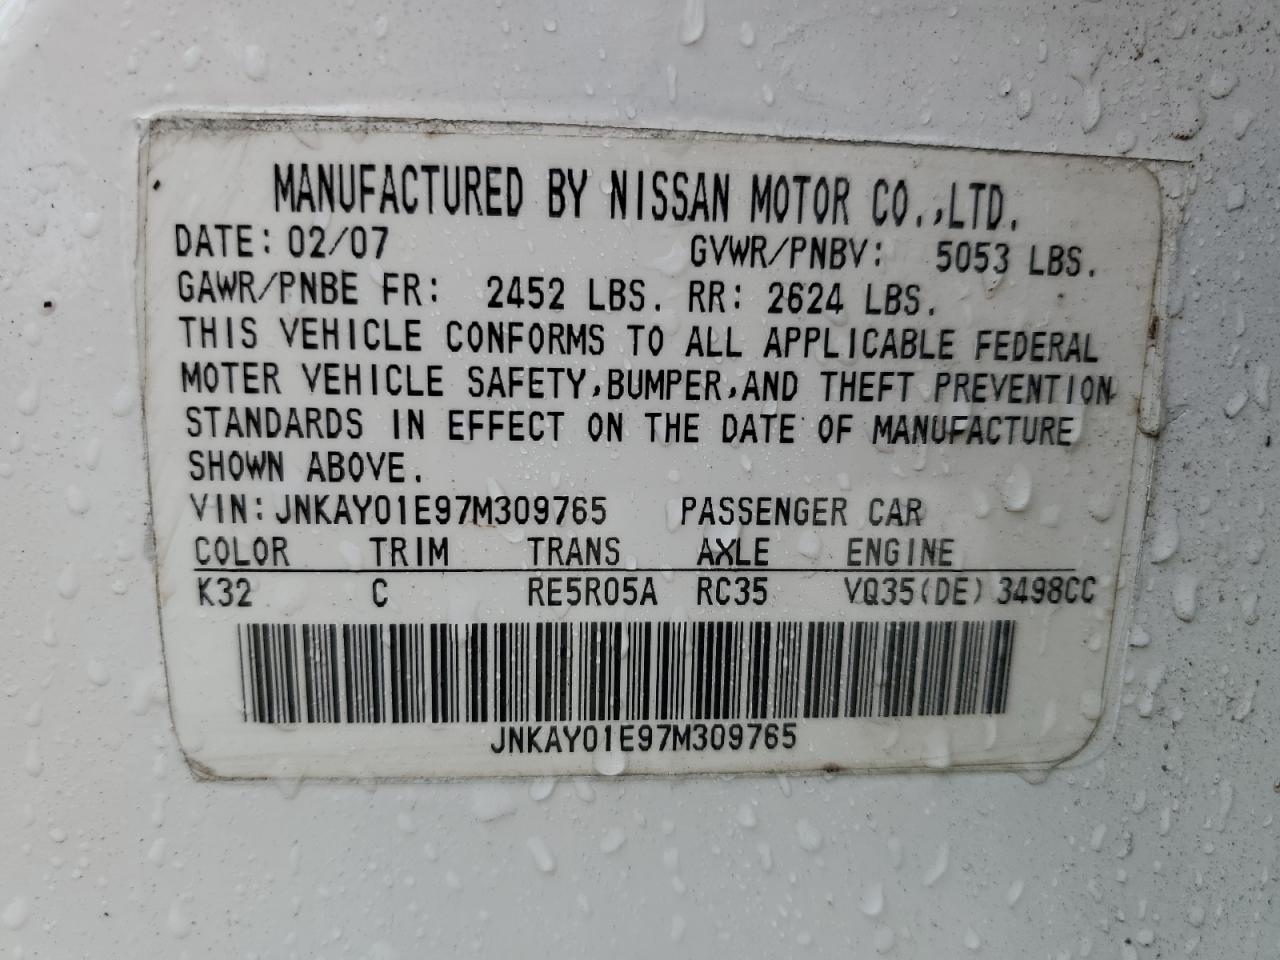 MANUFACTURED BY NISSAN MOTOR CO.,LTD.
DATE: 02/07 GVWR/PNBV: 5053 LBS.
GAWR/PNBE FR: 2452 LBS. RR: 2624 LBS.
THIS VEHICLE CONFORMS TO ALL APPLICABLE FEDERAL
MOTER VEHICLE SAFETY,BUMPER,AND THEFT PREVENTION
STANDARDS IN EFFECT ON THE DATE OF MANUFACTURE
SHOWN ABOVE.
VIN: JNKAY01E97M309765 PASSENGER CAR
COLOR TRIM TRANS AXLE ENGINE
K32 C RE5R05A RC35 VQ35(DE) 3498CC
JNKAY01E97M309765